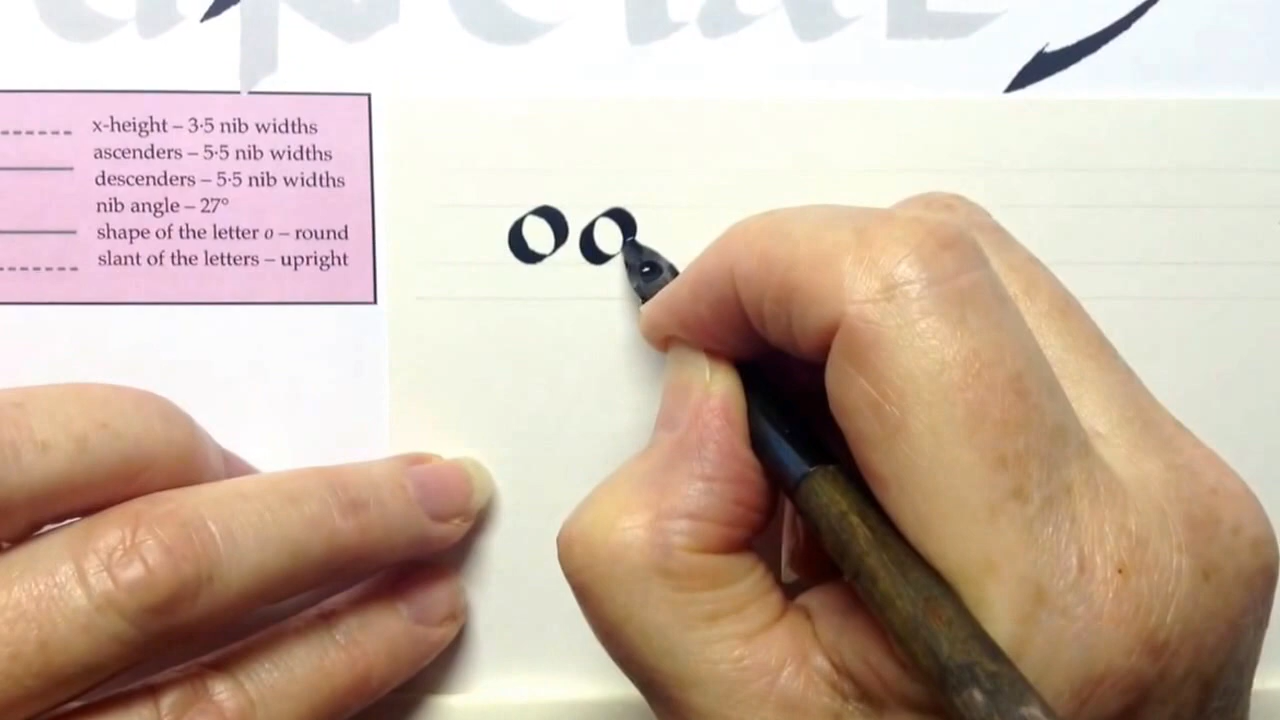 x-height – 3·5 nib widths
ascenders – 5·5 nib widths
descenders – 5·5 nib widths
nib angle – 27°
shape of the letter o – round
slant of the letters – upright
oo